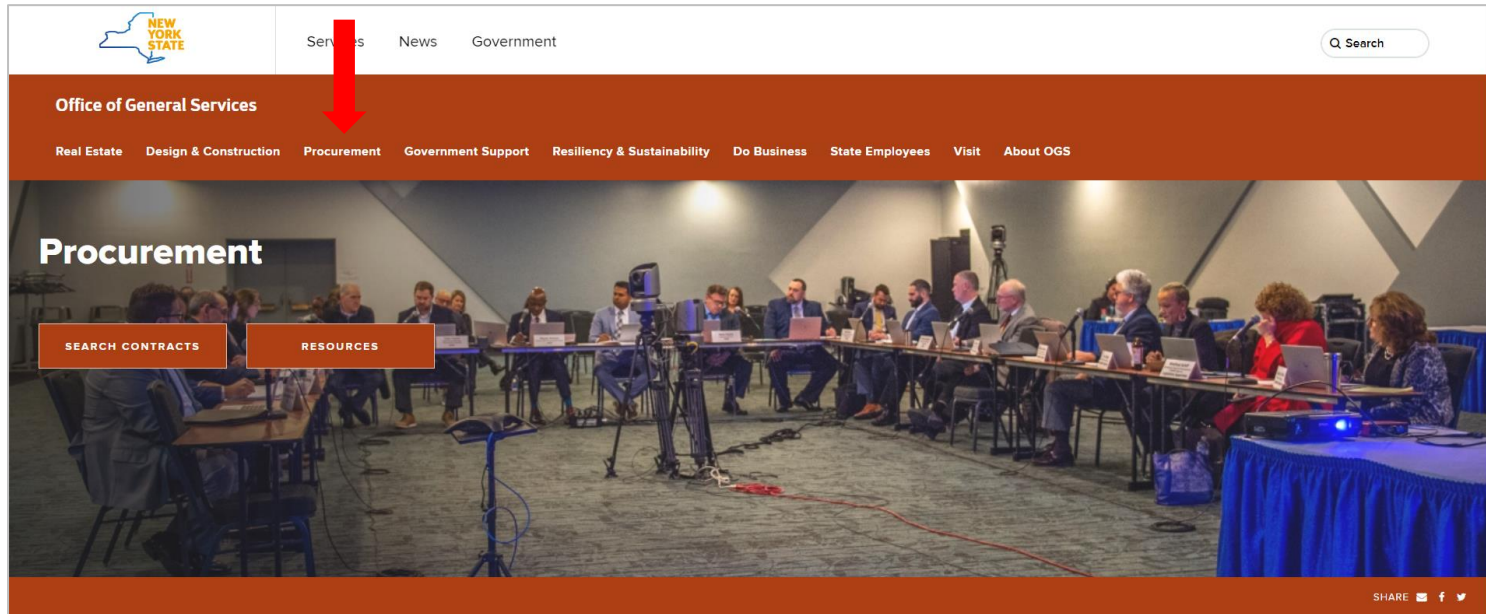 NEW
YORK
STATE
Services News Government
Search
Office of General Services
Real Estate Design & Construction Procurement Government Support Resiliency & Sustainability Do Business State Employees Visit About OGS
Procurement
SEARCH CONTRACTS RESOURCES
SHARE